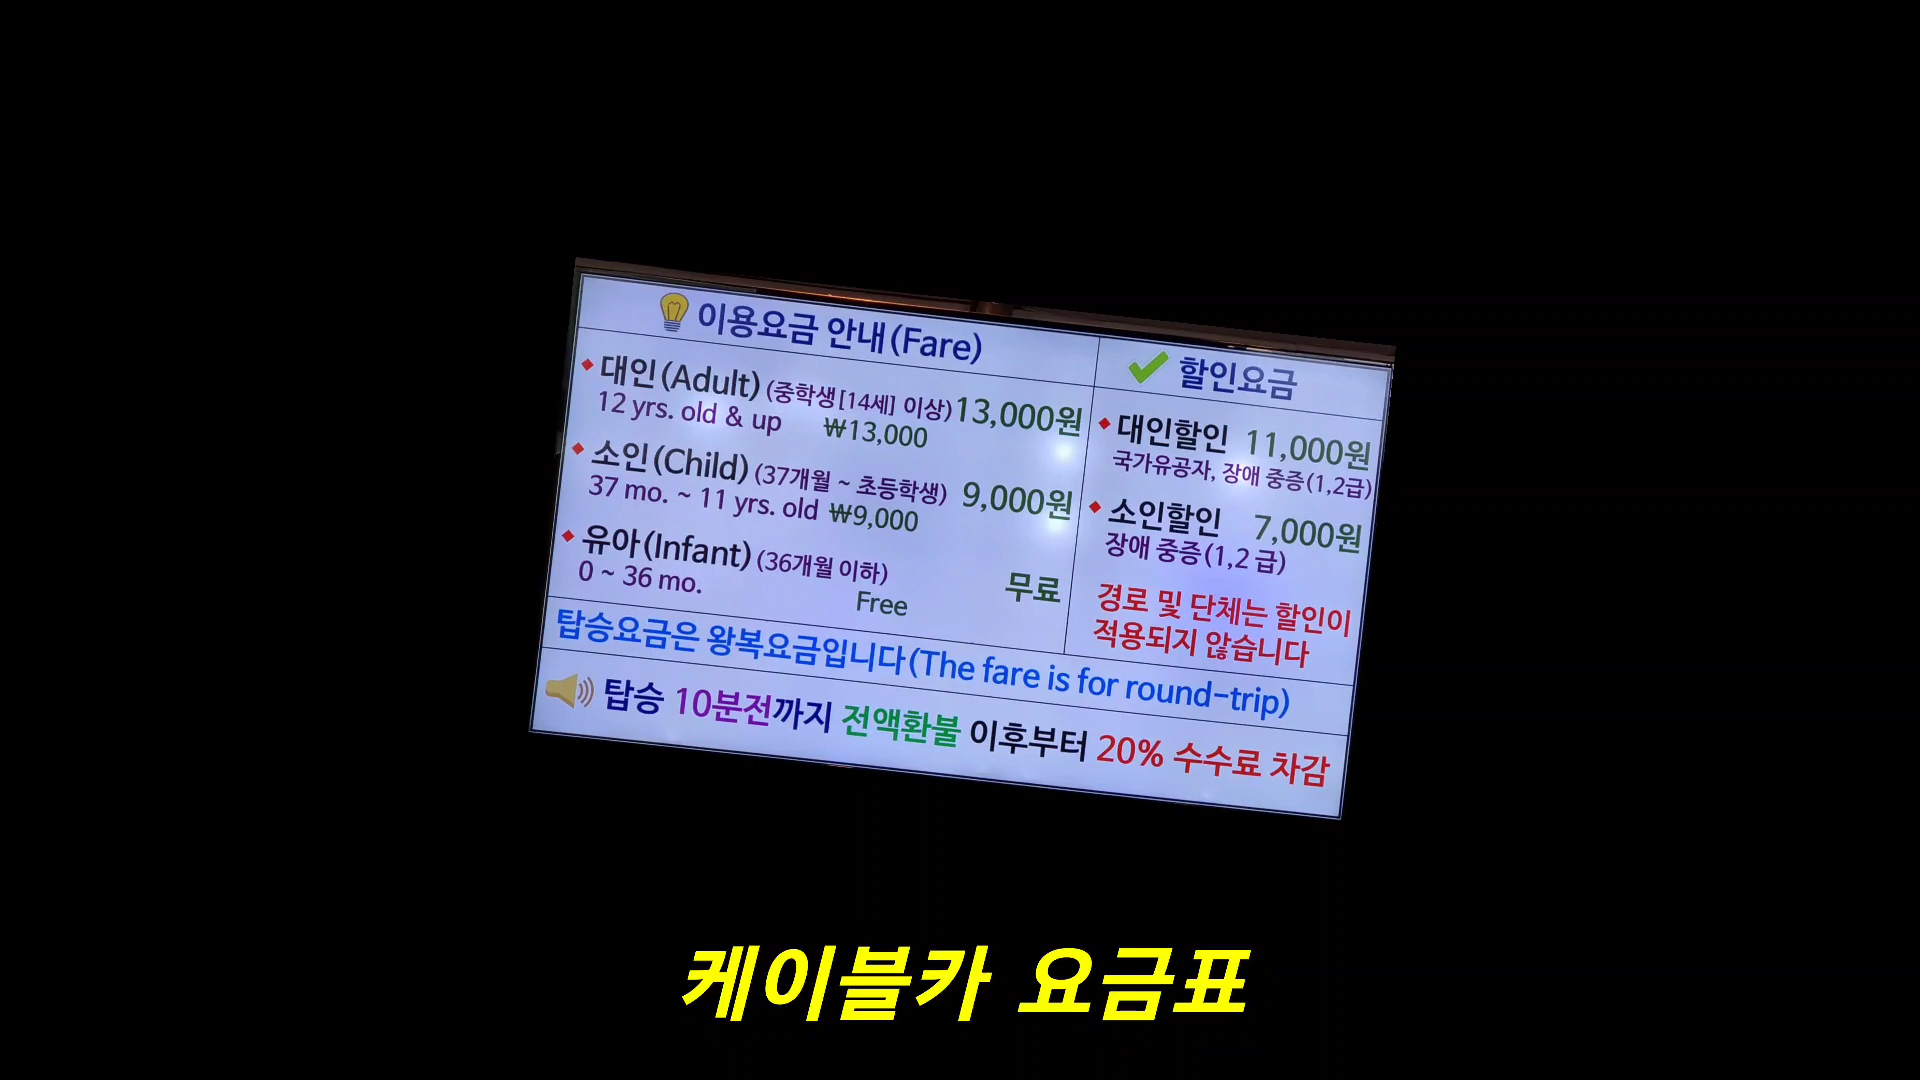 이용요금 안내(Fare)
대인(Adult) (중학생[14세] 이상) 13,000원
12 yrs. old & up ₩13,000
소인(Child) (37개월 ~ 초등학생) 9,000원
37 mo. ~ 11 yrs. old ₩9,000
유아(Infant) (36개월 이하) 무료
0 ~ 36 mo. Free
할인요금
대인할인 11,000원
국가유공자, 장애 중증(1,2급)
소인할인 7,000원
장애 중증(1,2 급)
경로 및 단체는 할인이
적용되지 않습니다
탑승요금은 왕복요금입니다(The fare is for round-trip)
탑승 10분전까지 전액환불 이후부터 20% 수수료 차감
케이블카 요금표